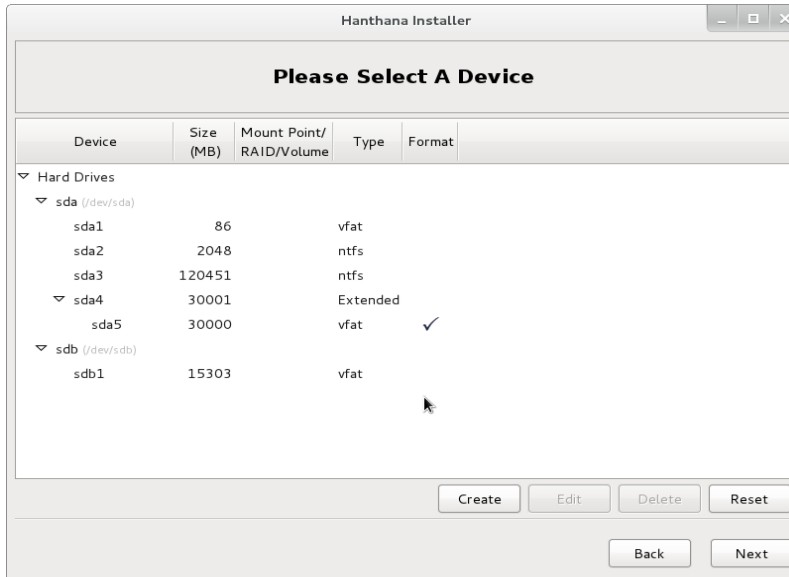 Hanthana Installer
Please Select A Device
Device Size (MB) Mount Point/ RAID/Volume Type Format
Hard Drives
sda (/dev/sda)
sda1 86 vfat
sda2 2048 ntfs
sda3 120451 ntfs
sda4 30001 Extended
sda5 30000 vfat
sdb (/dev/sdb)
sdb1 15303 vfat
Create Edit Delete Reset
Back Next